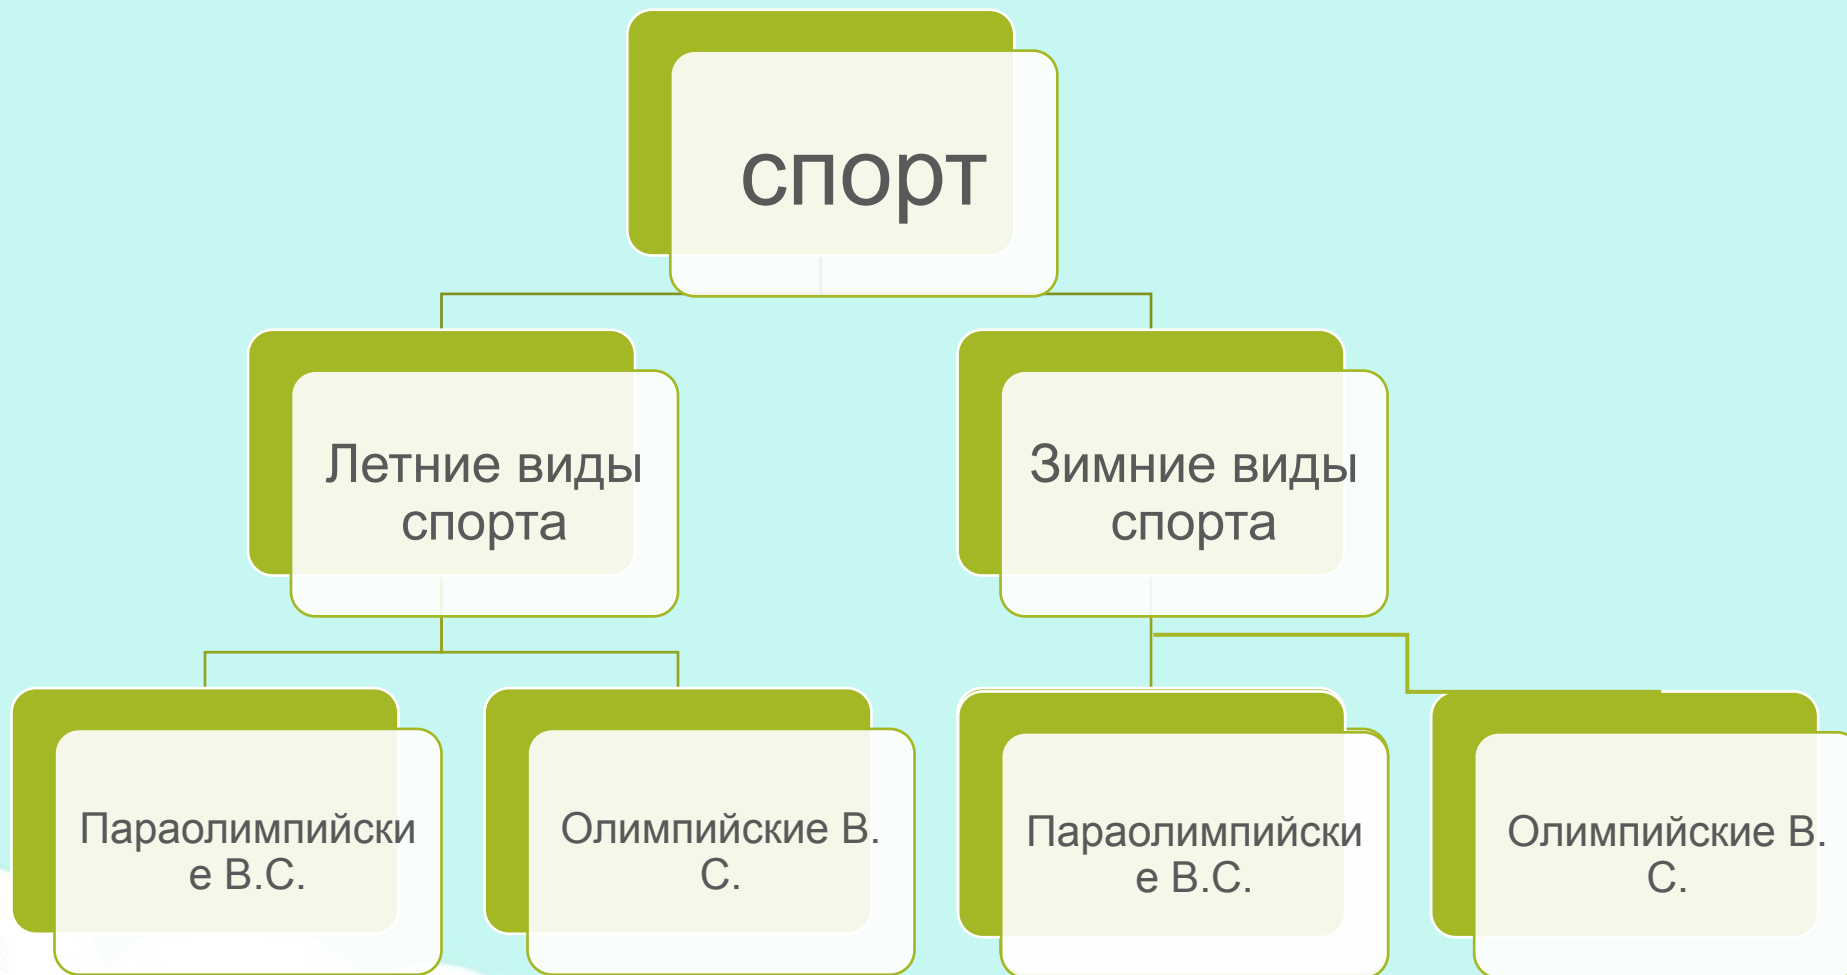 спорт
Летние виды
спорта
Зимние виды
спорта
Параолимпийски
е В.С.
Олимпийские В.
С.
Параолимпийски
е В.С.
Олимпийские В.
С.